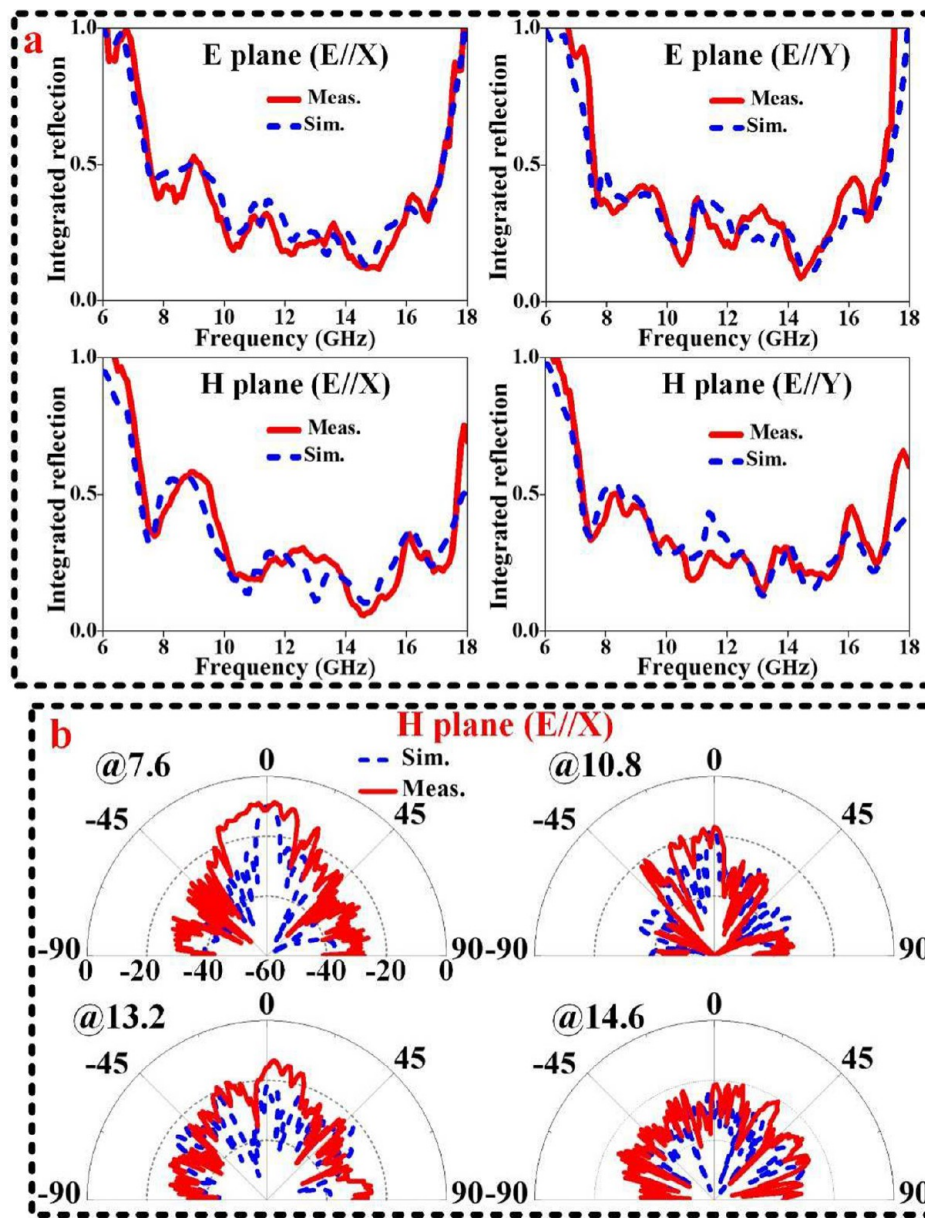 a
E plane (E//X)
Meas.
Sim.
Integrated reflection
1.0
0.5
0.0
6 8 10 12 14 16 18
Frequency (GHz)
E plane (E//Y)
Meas.
Sim.
Integrated reflection
1.0
0.5
0.0
6 8 10 12 14 16 18
Frequency (GHz)
H plane (E//X)
Meas.
Sim.
Integrated reflection
1.0
0.5
0.0
6 8 10 12 14 16 18
Frequency (GHz)
H plane (E//Y)
Meas.
Sim.
Integrated reflection
1.0
0.5
0.0
6 8 10 12 14 16 18
Frequency (GHz)
b
H plane (E//X)
Sim.
Meas.
@7.6
0
-45
45
-90
90
0 -20 -40 -60 -40 -20 0
@10.8
0
-45
45
-90
90
@13.2
0
-45
45
-90
90
@14.6
0
-45
45
-90
90